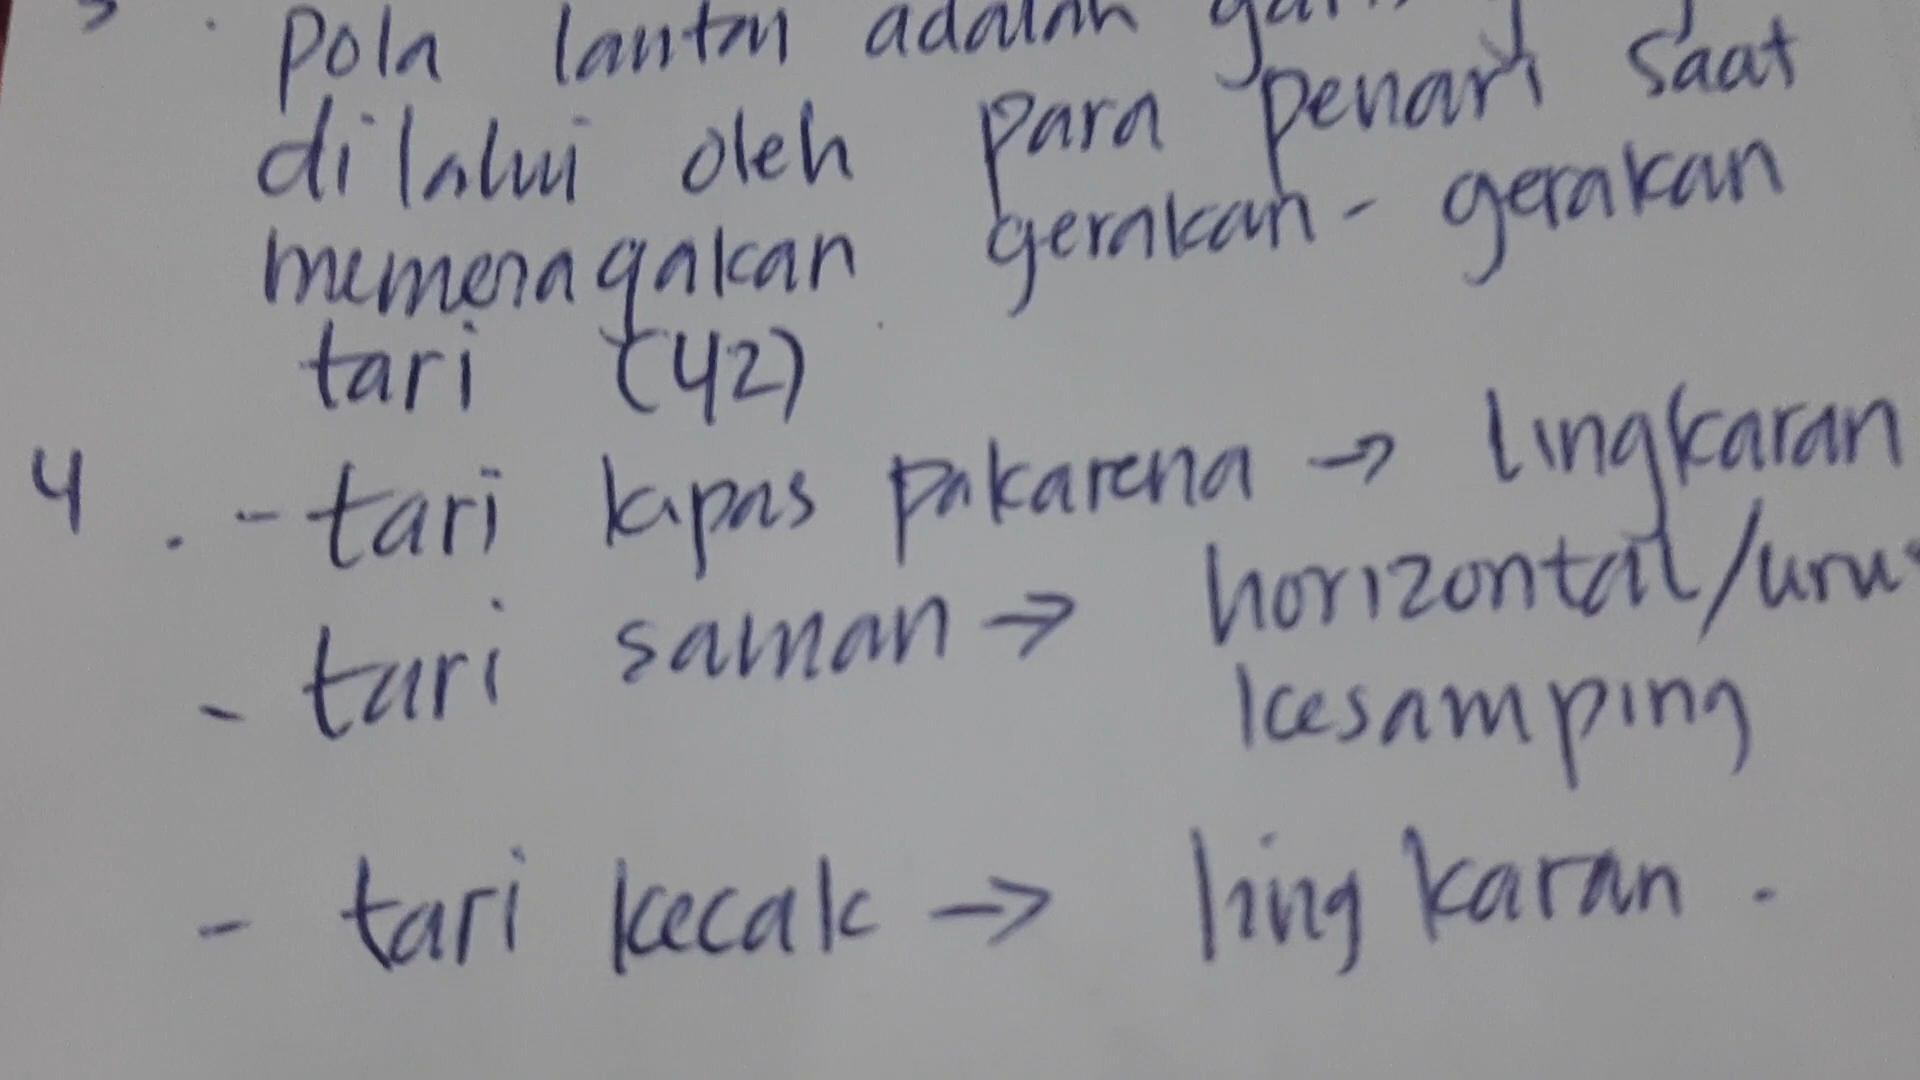 Pola lantai adalah
dilalui oleh para penari saat
memeragakan gerakan-gerakan
tari (42)
4. - tari kipas pakarena → lingkaran
- tari saman → horizontal/
kesamping
- tari kecak → lingkaran.